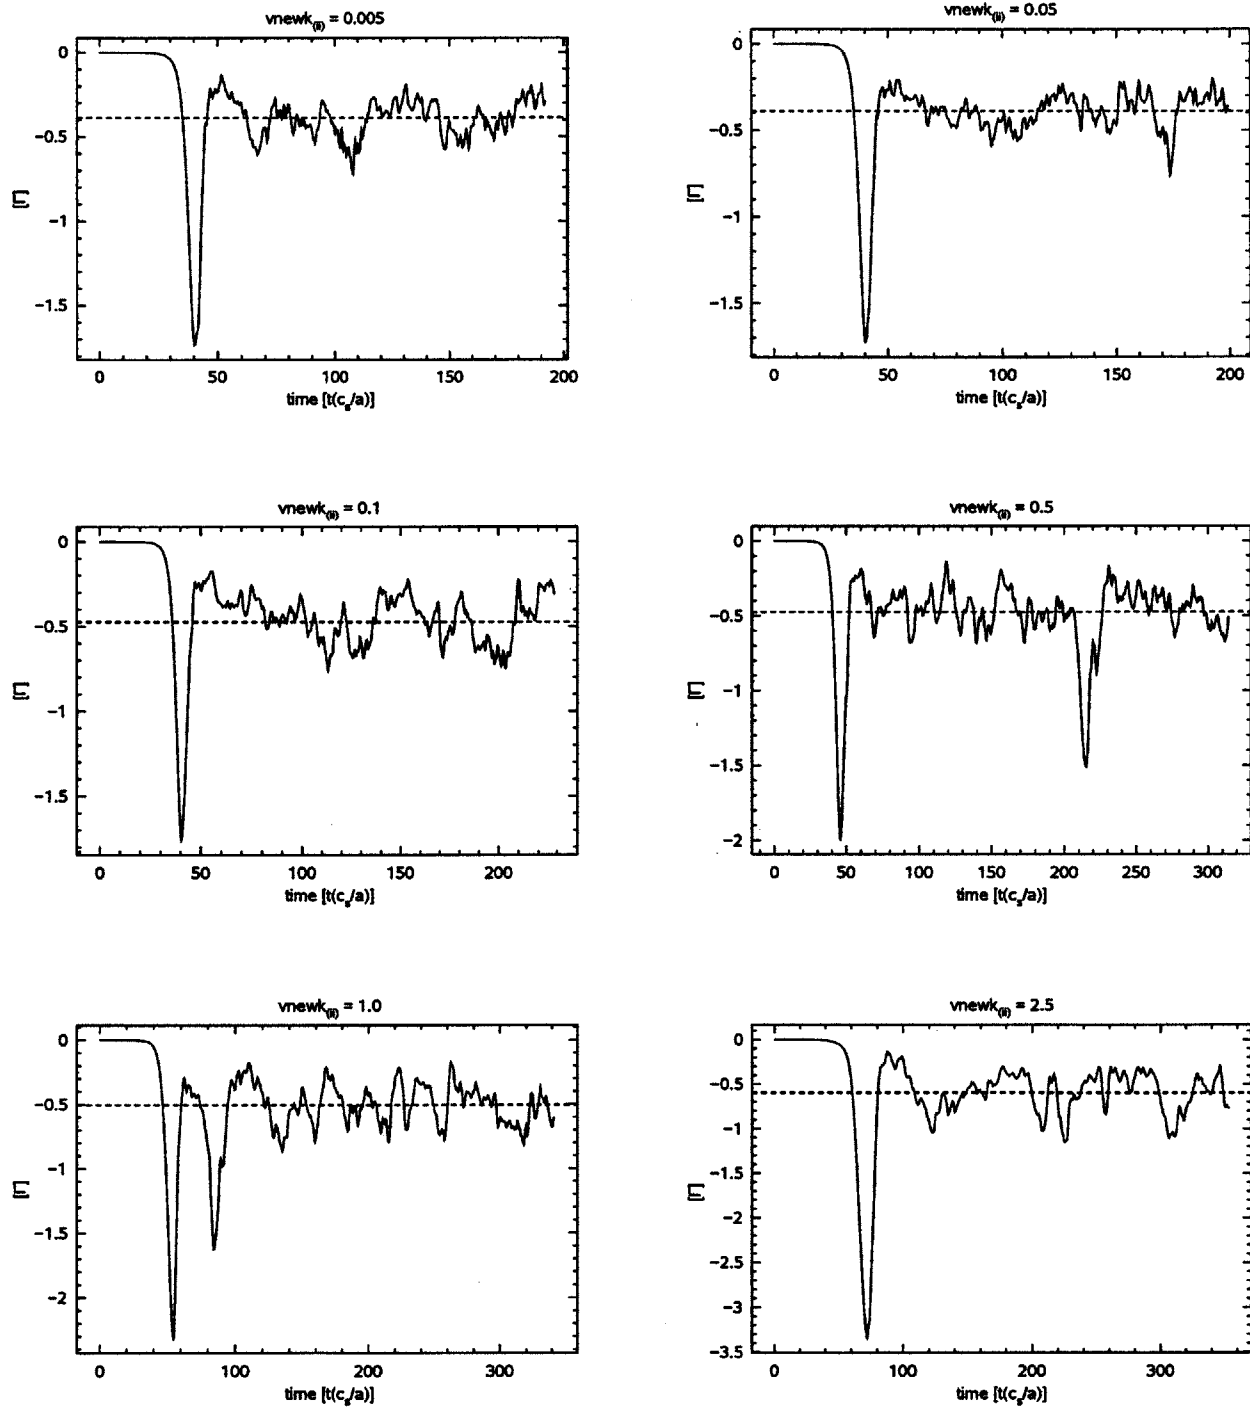 vnewk(ii) = 0.005
0
−0.5
−1
−1.5
[Γ]
0 50 100 150 200
time [t(cs/a)]
vnewk(ii) = 0.05
0
−0.5
−1
−1.5
[Γ]
0 50 100 150 200
time [t(cs/a)]
vnewk(ii) = 0.1
0
−0.5
−1
−1.5
[Γ]
0 50 100 150 200
time [t(cs/a)]
vnewk(ii) = 0.5
0
−0.5
−1
−1.5
−2
[Γ]
0 50 100 150 200 250 300
time [t(cs/a)]
vnewk(ii) = 1.0
0
−0.5
−1
−1.5
−2
[Γ]
0 100 200 300
time [t(cs/a)]
vnewk(ii) = 2.5
0
−0.5
−1
−1.5
−2
−2.5
−3
−3.5
[Γ]
0 100 200 300
time [t(cs/a)]